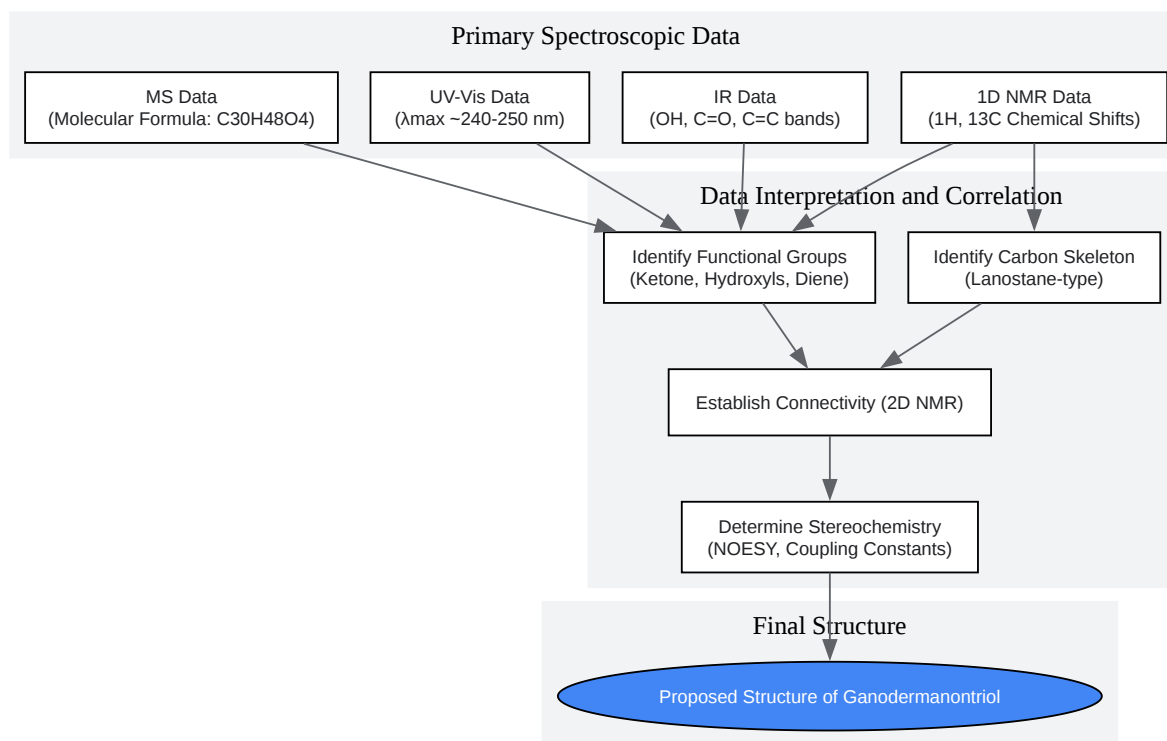 Primary Spectroscopic Data
MS Data
(Molecular Formula: C30H48O4)
UV-Vis Data
(λmax ~240-250 nm)
IR Data
(OH, C=O, C=C bands)
1D NMR Data
(1H, 13C Chemical Shifts)
Data Interpretation and Correlation
Identify Functional Groups
(Ketone, Hydroxyls, Diene)
Identify Carbon Skeleton
(Lanostane-type)
Establish Connectivity (2D NMR)
Determine Stereochemistry
(NOESY, Coupling Constants)
Final Structure
Proposed Structure of Ganodermanontriol